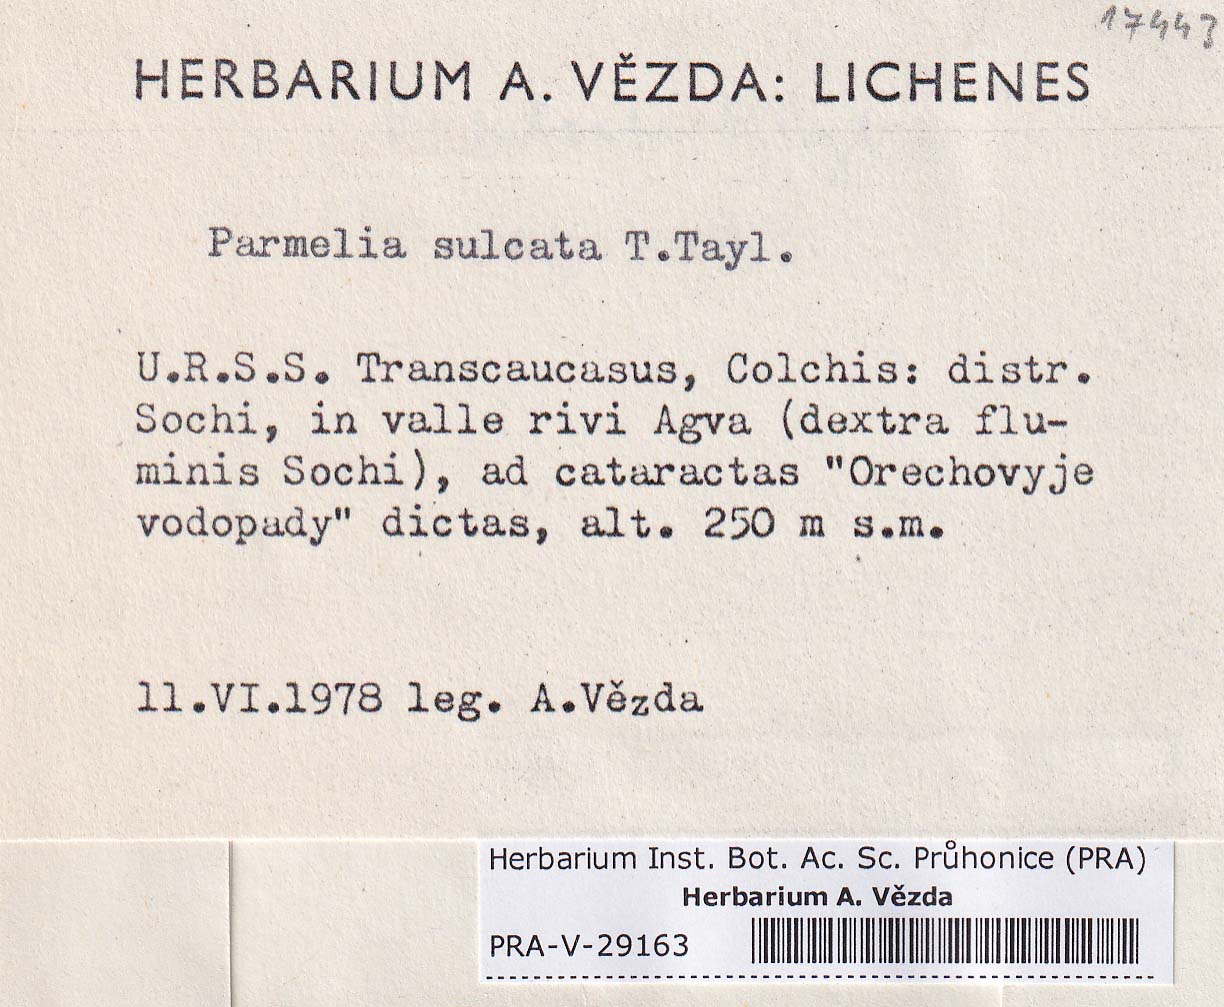 17443
HERBARIUM A. VĚZDA: LICHENES
Parmelia sulcata T.Tayl.
U.R.S.S. Transcaucasus, Colchis: distr.
Sochi, in valle rivi Agva (dextra flu-
minis Sochi), ad cataractas "Orechovyje
vodopady" dictas, alt. 250 m s.m.
11.VI.1978 leg. A.Vězda
Herbarium Inst. Bot. Ac. Sc. Průhonice (PRA)
Herbarium A. Vězda
PRA-V-29163